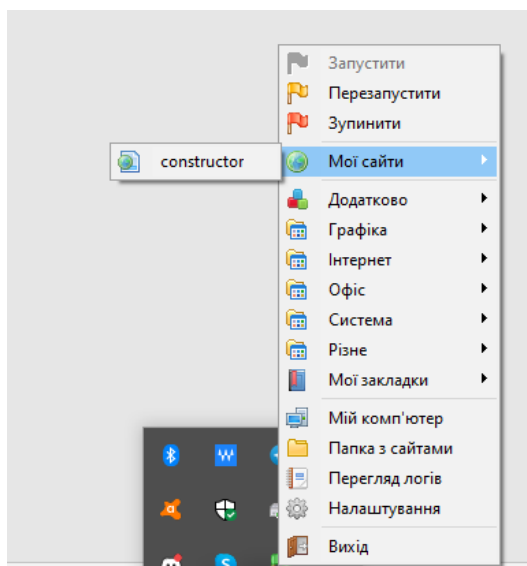 Запустити
Перезапустити
Зупинити
constructor
Мої сайти
Додатково
Графіка
Інтернет
Офіс
Система
Різне
Мої закладки
Мій комп'ютер
Папка з сайтами
Перегляд логів
Налаштування
Вихід